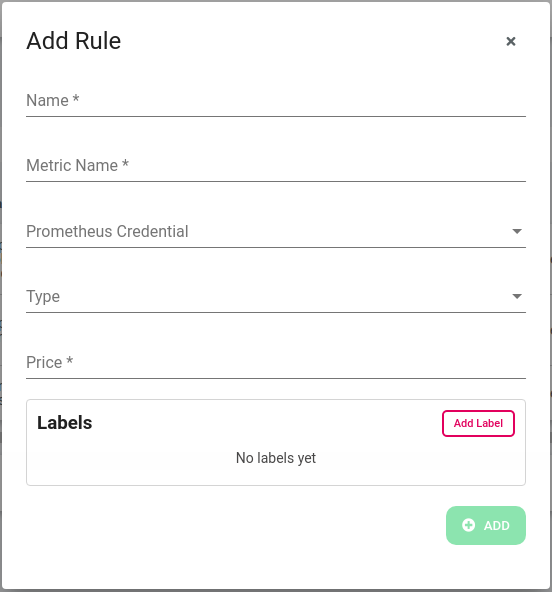 Add Rule ×
Name *
Metric Name *
Prometheus Credential
Type
Price *
Labels Add Label
No labels yet
ADD